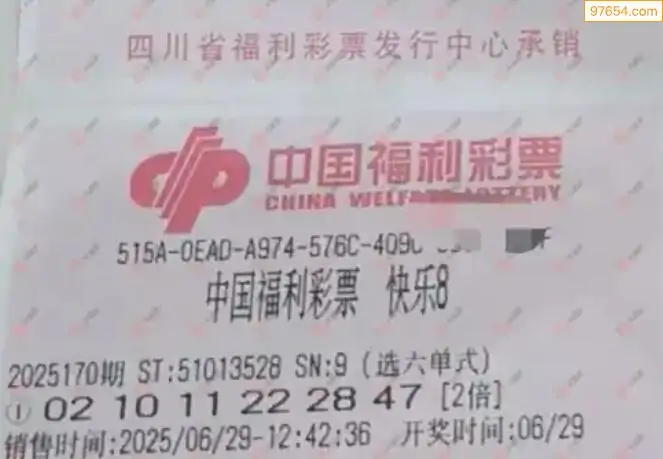 97654.com
四川省福利彩票发行中心承销
中国福利彩票
CHINA WELFARE LOTTERY
515A-0EAD-A974-576C-409
中国福利彩票 快乐8
2025170期 ST:51013528 SN:9 (选六单式)
① 02 10 11 22 28 47 [2倍]
销售时间:2025/06/29-12:42:36 开奖时间:06/29